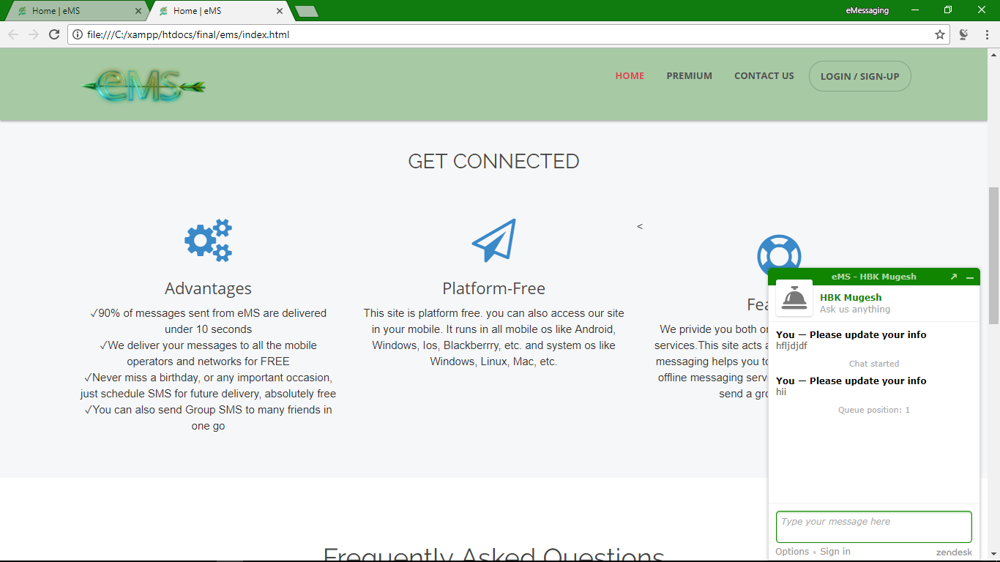 Home | eMS
Home | eMS
eMessaging
file:///C:/xampp/htdocs/final/ems/index.html
eMS
HOME
PREMIUM
CONTACT US
LOGIN / SIGN-UP
GET CONNECTED
Advantages
✓90% of messages sent from eMS are delivered
under 10 seconds
✓We deliver your messages to all the mobile
operators and networks for FREE
✓Never miss a birthday, or any important occasion,
just schedule SMS for future delivery, absolutely free
✓You can also send Group SMS to many friends in
one go
Platform-Free
This site is platform free. you can also access our site
in your mobile. It runs in all mobile os like Android,
Windows, Ios, Blackberrry, etc. and system os like
Windows, Linux, Mac, etc.
<
Fea
We privide you both or
services.This site acts a
messaging helps you to
offline messaging servi
send a gro
eMS - HBK Mugesh
HBK Mugesh
Ask us anything
You — Please update your info
hfljdjdf
Chat started
You — Please update your info
hii
Queue position: 1
Type your message here
Options • Sign in
zendesk
Frequently Asked Questions